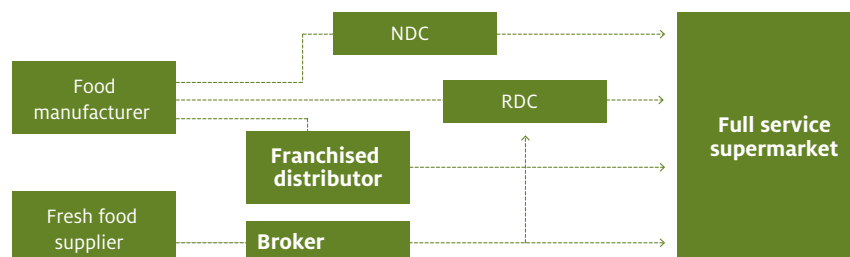 NDC
Food
manufacturer
RDC
Full service
supermarket
Franchised
distributor
Fresh food
supplier
Broker